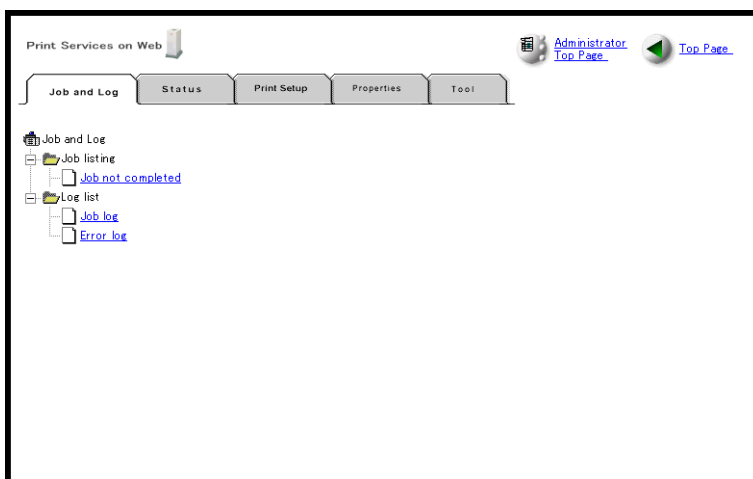 Print Services on Web
Administrator
Top Page
Top Page
Job and Log
Status
Print Setup
Properties
Tool
Job and Log
Job listing
Job not completed
Log list
Job log
Error log